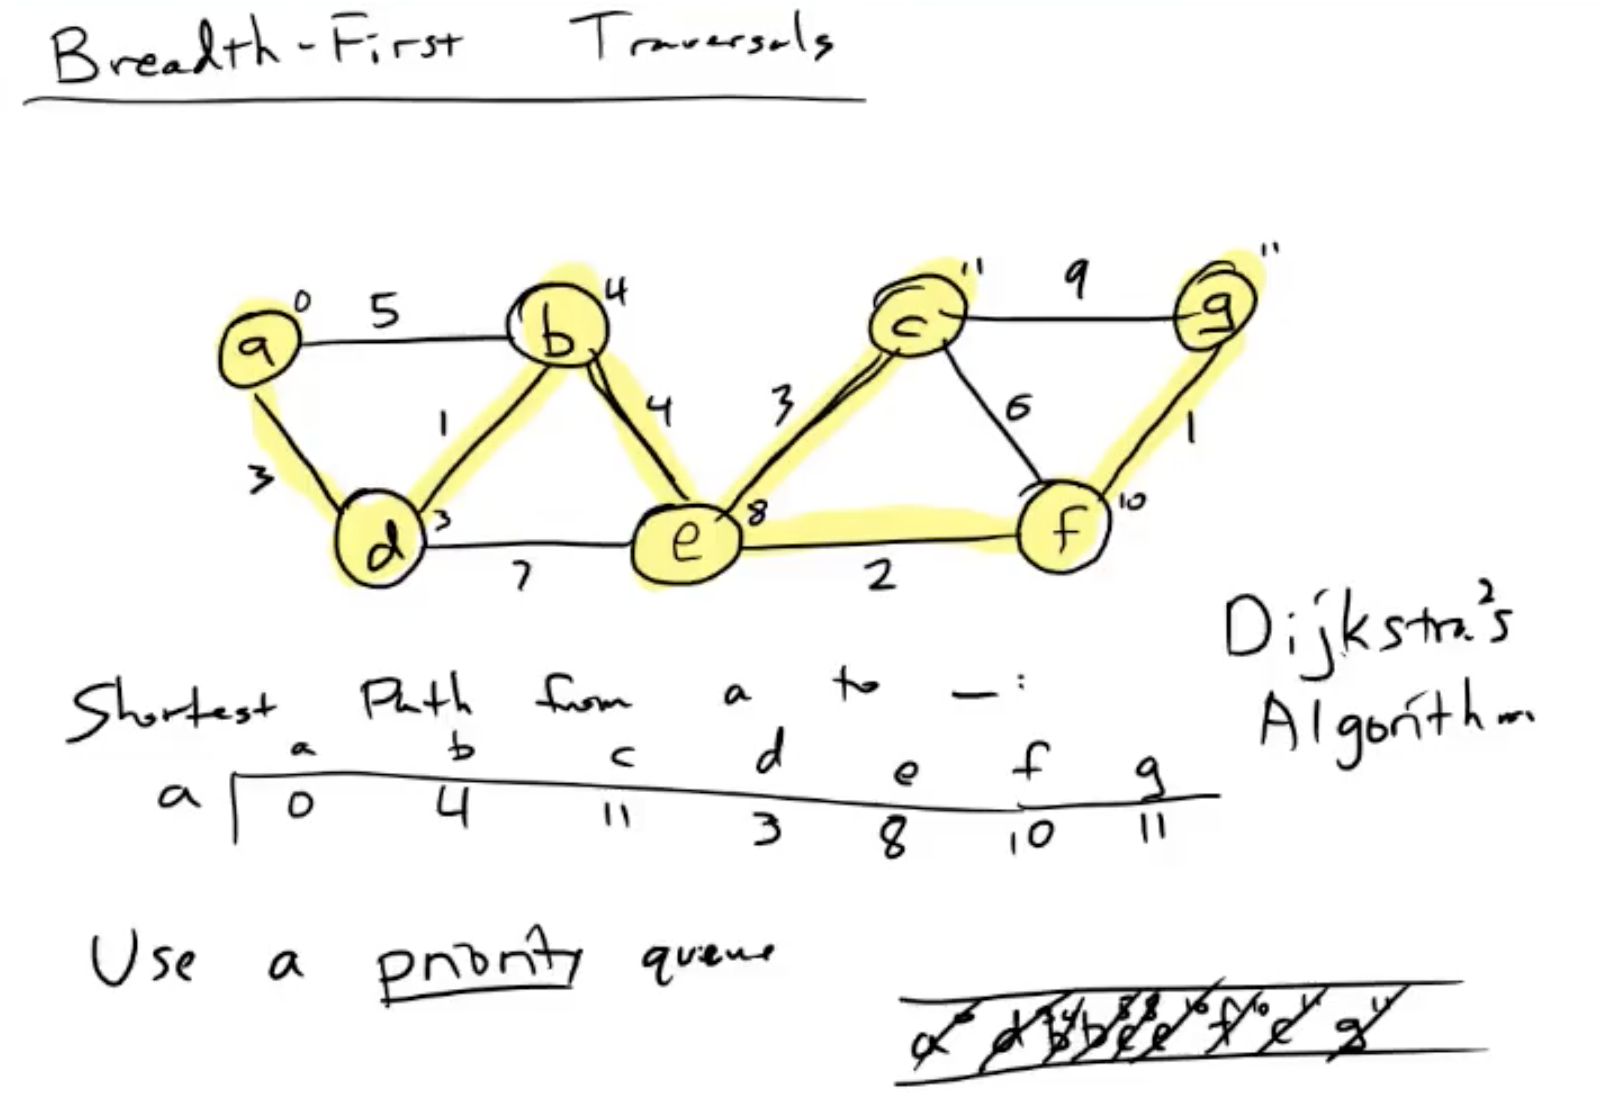 Breadth-First Traversals
0 5 4 11 9 11
a b c g
3 1 4 3 6 1
d 3 e 8 f 10
7 2
Dijkstra's
Algorithm
Shortest Path from a to —:
a b c d e f g
a 0 4 11 3 8 10 11
Use a priority queue
a d b b e e f c g